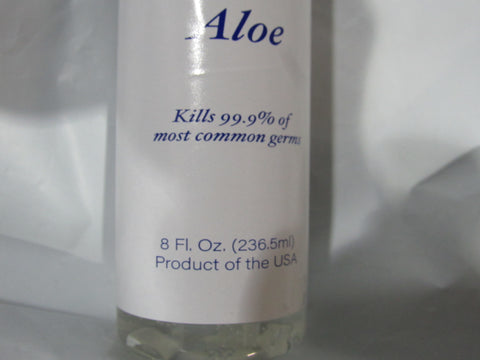 Aloe
Kills 99.9% of
most common germs
8 Fl. Oz. (236.5ml)
Product of the USA